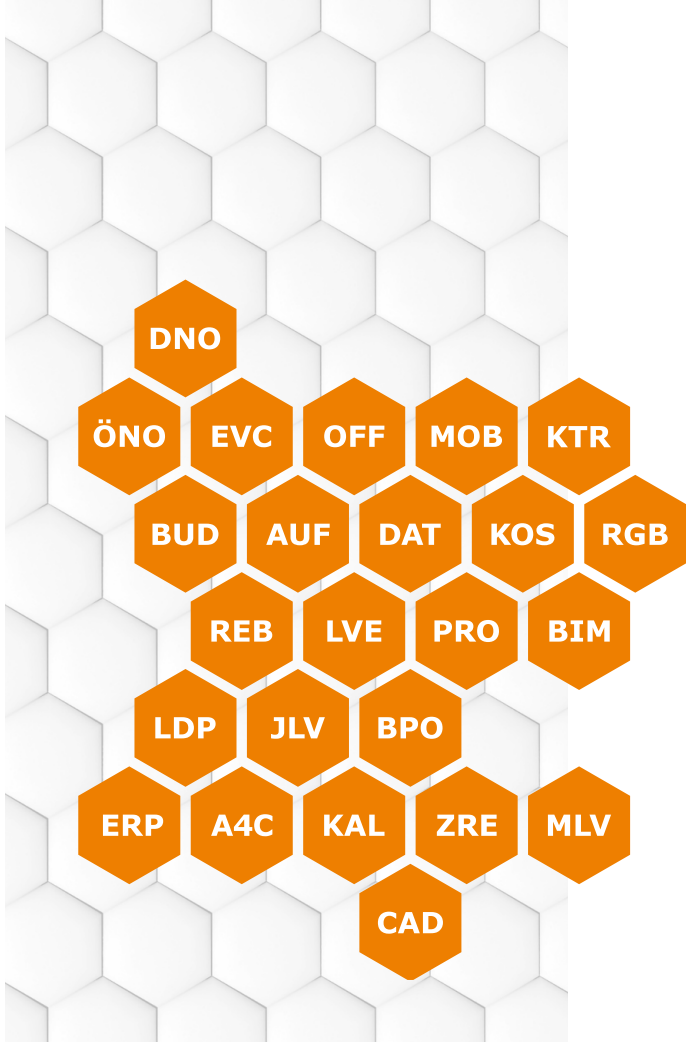 DNO
ÖNO EVC OFF MOB KTR
BUD AUF DAT KOS RGB
REB LVE PRO BIM
LDP JLV BPO
ERP A4C KAL ZRE MLV
CAD